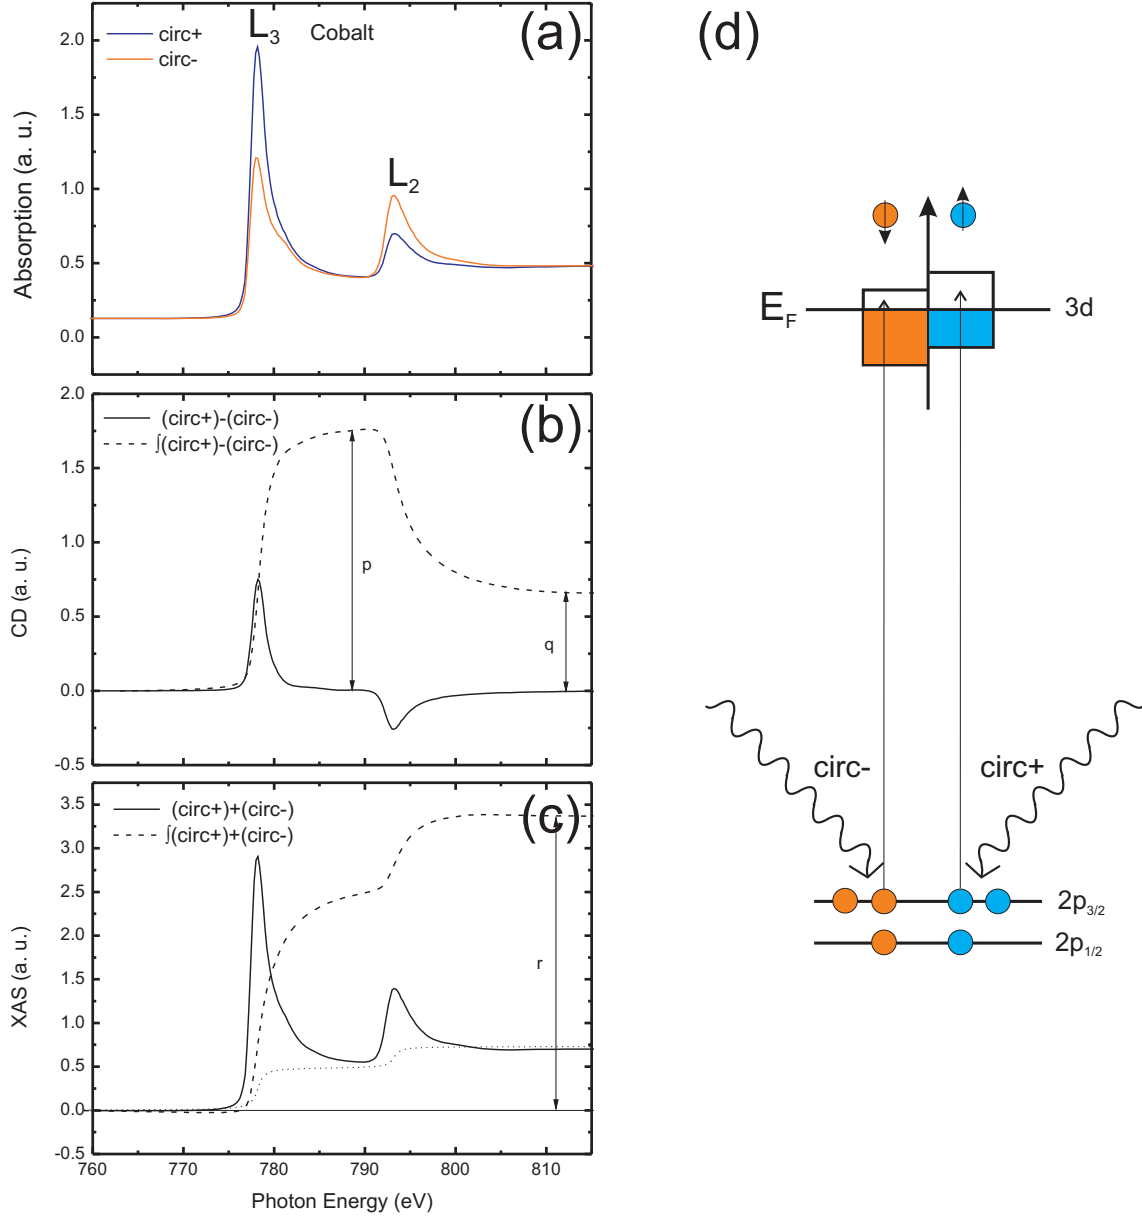 (a)
L3
Cobalt
circ+
circ-
L2
2.0
1.5
1.0
0.5
0.0
Absorption (a. u.)
(b)
(circ+)-(circ-)
∫(circ+)-(circ-)
2.0
1.5
1.0
0.5
0.0
-0.5
CD (a. u.)
p
q
(c)
(circ+)+(circ-)
∫(circ+)+(circ-)
3.5
3.0
2.5
2.0
1.5
1.0
0.5
0.0
-0.5
XAS (a. u.)
r
760 770 780 790 800 810
Photon Energy (eV)
(d)
EF
3d
circ-
circ+
2p3/2
2p1/2